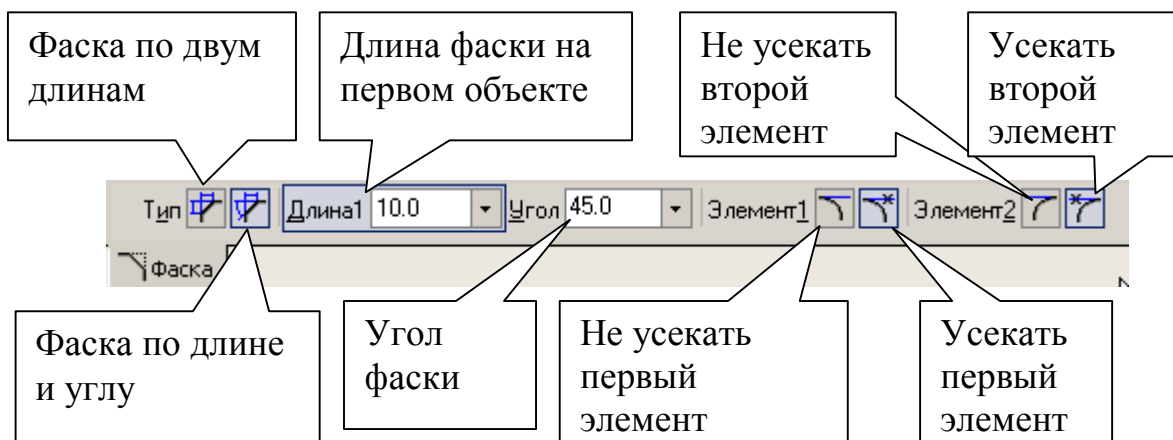 Фаска по двум
длинам
Длина фаски на
первом объекте
Не усекать
второй
элемент
Усекать
второй
элемент
Тип Длина1 10.0 Угол 45.0 Элемент1 Элемент2
Фаска
Фаска по длине
и углу
Угол
фаски
Не усекать
первый
элемент
Усекать
первый
элемент